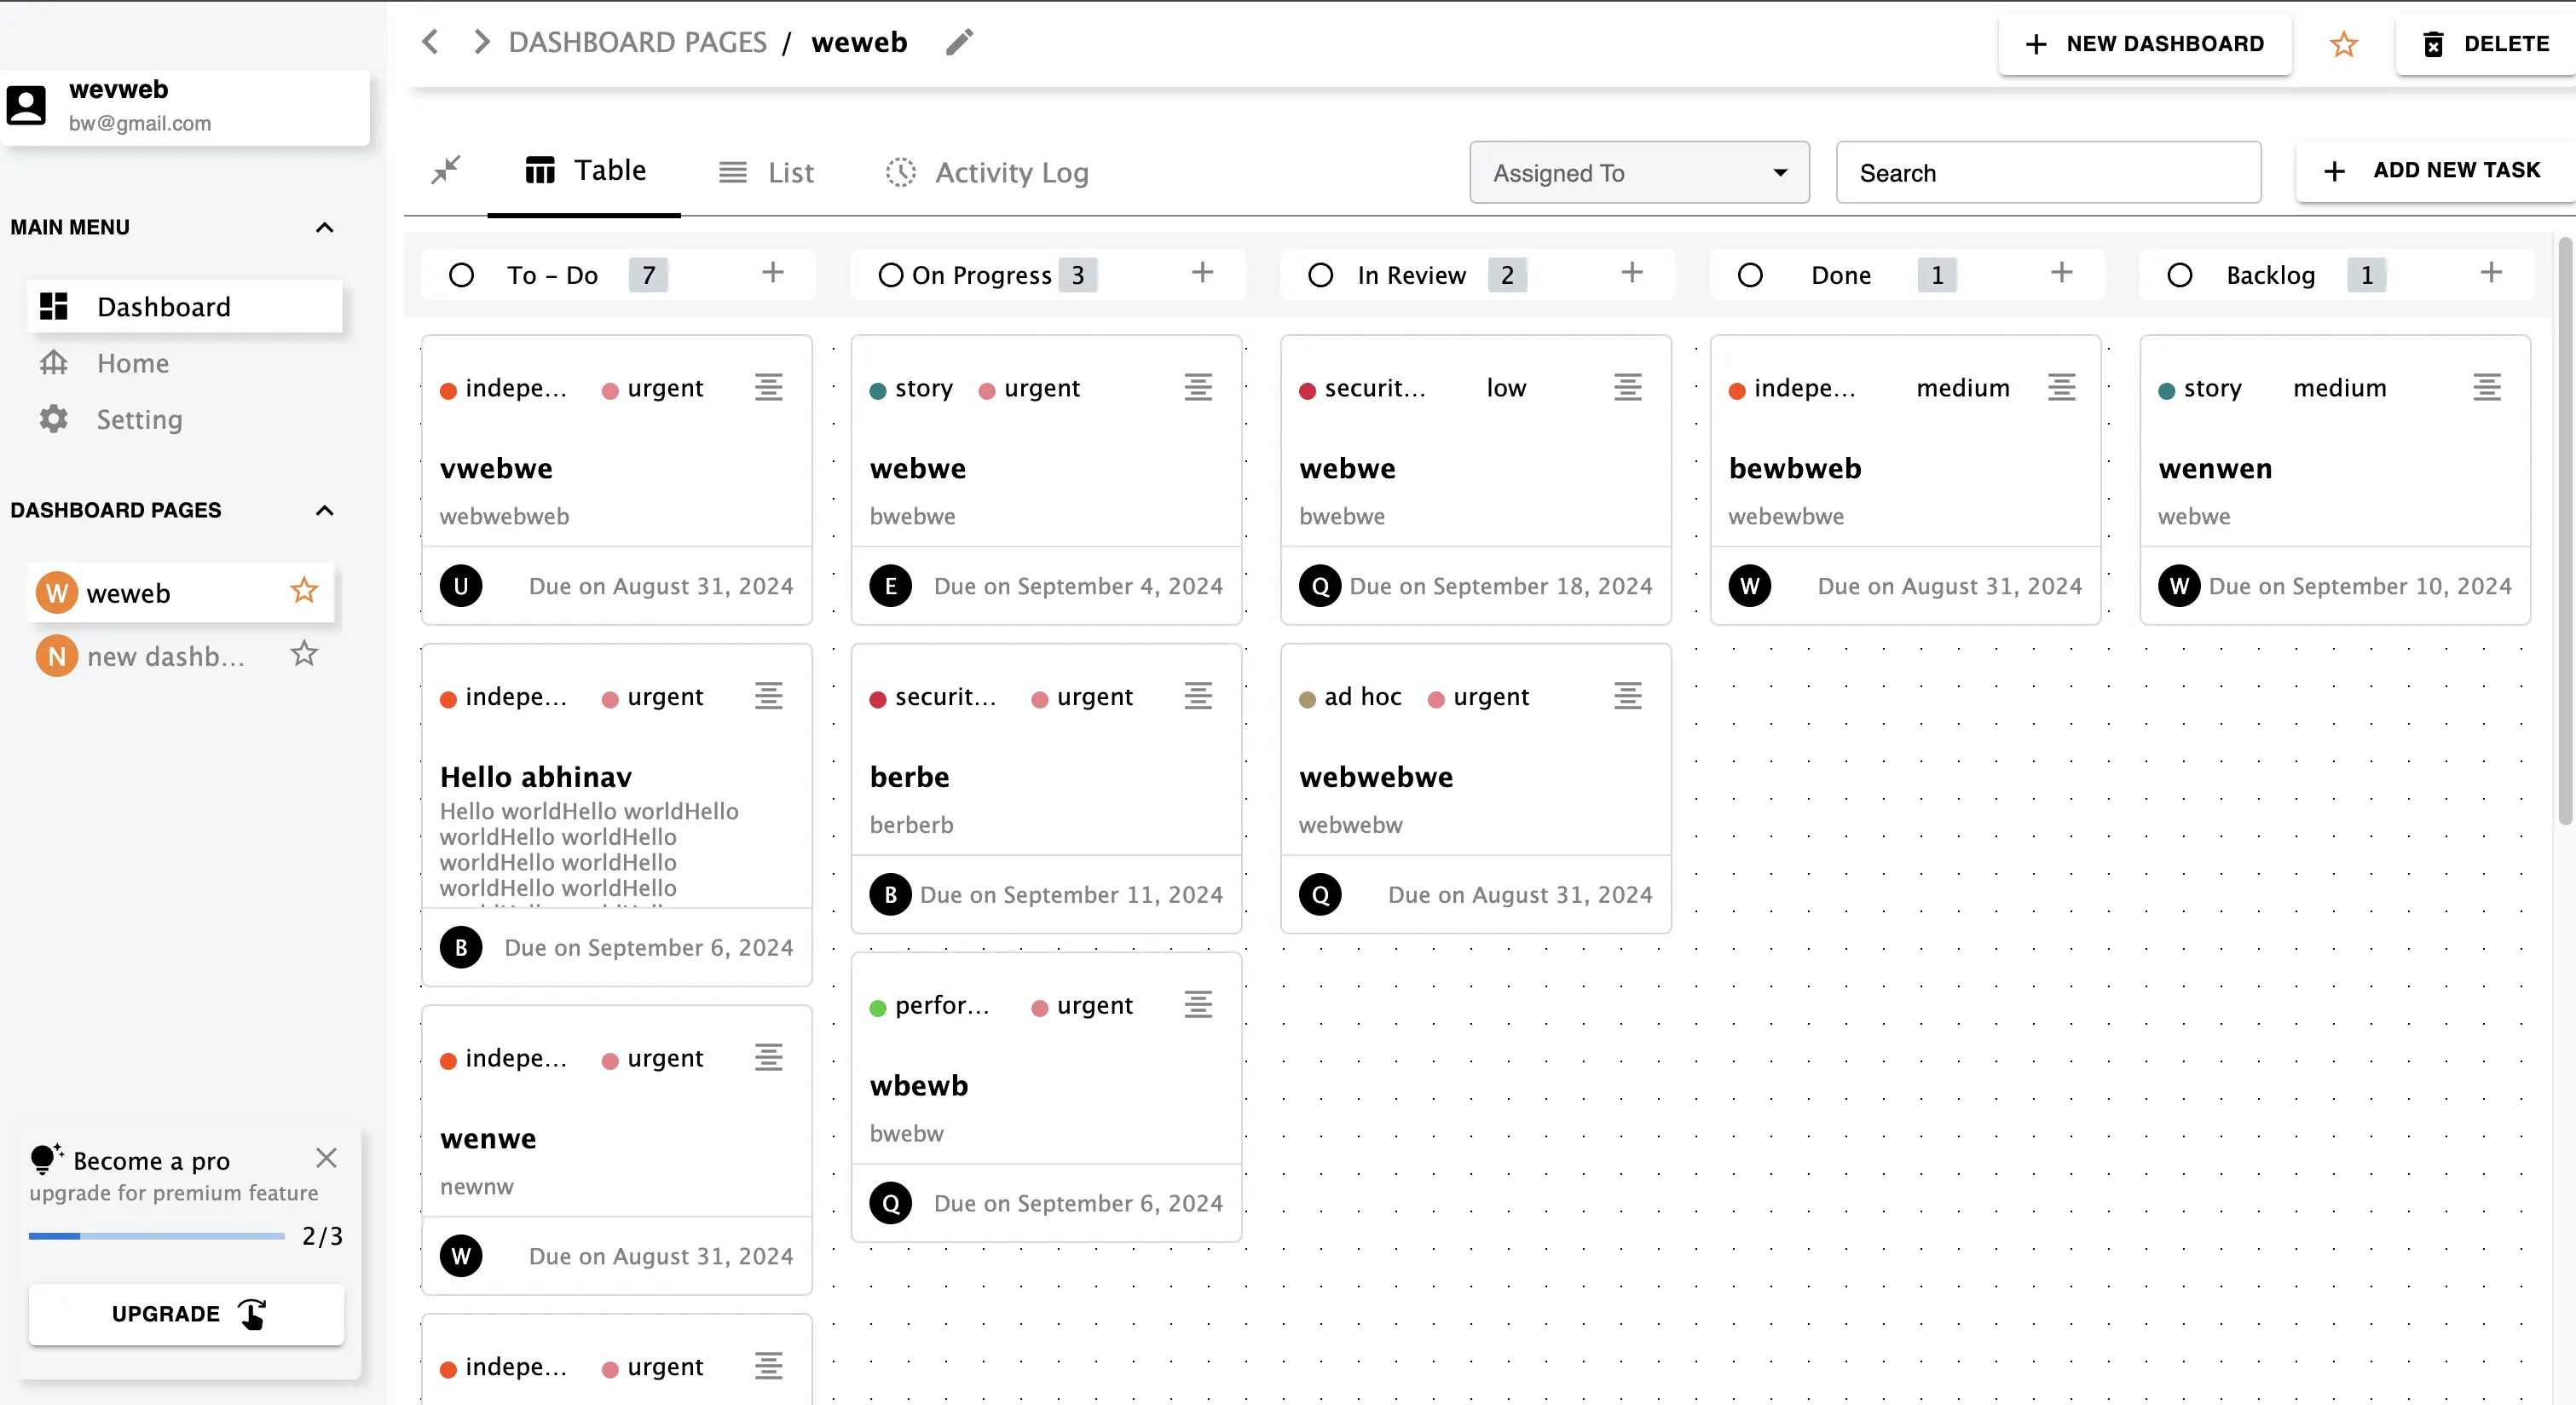 wevweb
bw@gmail.com
MAIN MENU
Dashboard
Home
Setting
DASHBOARD PAGES
W weweb
N new dashb...
Become a pro
upgrade for premium feature
2/3
UPGRADE
DASHBOARD PAGES / weweb
NEW DASHBOARD
DELETE
Table
List
Activity Log
Assigned To
Search
ADD NEW TASK
To - Do 7
indepe... urgent
vwebwe
webwebweb
U Due on August 31, 2024
indepe... urgent
Hello abhinav
Hello worldHello worldHello
worldHello worldHello
worldHello worldHello
worldHello worldHello
B Due on September 6, 2024
indepe... urgent
wenwe
newnw
W Due on August 31, 2024
indepe... urgent
On Progress 3
story urgent
webwe
bwebwe
E Due on September 4, 2024
securit... urgent
berbe
berberb
B Due on September 11, 2024
perfor... urgent
wbewb
bwebw
Q Due on September 6, 2024
In Review 2
securit... low
webwe
bwebwe
Q Due on September 18, 2024
ad hoc urgent
webwebwe
webwebw
Q Due on August 31, 2024
Done 1
indepe... medium
bewbweb
webewbwe
W Due on August 31, 2024
Backlog 1
story medium
wenwen
webwe
W Due on September 10, 2024